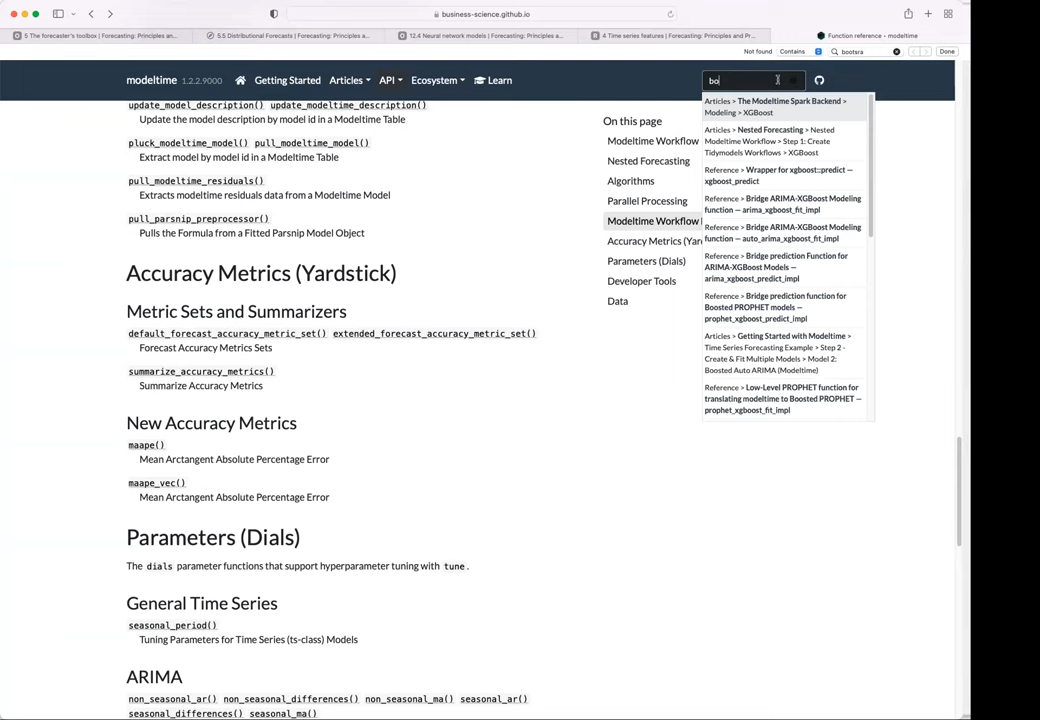 business-science.github.io
5 The forecaster's toolbox | Forecasting: Principles an...
5.5 Distributional Forecasts | Forecasting: Principles a...
12.4 Neural network models | Forecasting: Principles a...
4 Time series features | Forecasting: Principles and Pr...
Function reference • modeltime
Not found
Contains
bootsra
Done
modeltime 1.2.2.9000
Getting Started
Articles
API
Ecosystem
Learn
bo
update_model_description() update_modeltime_description()
Update the model description by model id in a Modeltime Table
pluck_modeltime_model() pull_modeltime_model()
Extract model by model id in a Modeltime Table
pull_modeltime_residuals()
Extracts modeltime residuals data from a Modeltime Model
pull_parsnip_preprocessor()
Pulls the Formula from a Fitted Parsnip Model Object
Accuracy Metrics (Yardstick)
Metric Sets and Summarizers
default_forecast_accuracy_metric_set() extended_forecast_accuracy_metric_set()
Forecast Accuracy Metrics Sets
summarize_accuracy_metrics()
Summarize Accuracy Metrics
New Accuracy Metrics
maape()
Mean Arctangent Absolute Percentage Error
maape_vec()
Mean Arctangent Absolute Percentage Error
Parameters (Dials)
The dials parameter functions that support hyperparameter tuning with tune.
General Time Series
seasonal_period()
Tuning Parameters for Time Series (ts-class) Models
ARIMA
non_seasonal_ar() non_seasonal_differences() non_seasonal_ma() seasonal_ar()
seasonal_differences() seasonal_ma()
On this page
Modeltime Workflow
Nested Forecasting
Algorithms
Parallel Processing
Modeltime Workflow
Accuracy Metrics (Yar
Parameters (Dials)
Developer Tools
Data
Articles > The Modeltime Spark Backend >
Modeling > XGBoost
Articles > Nested Forecasting > Nested
Modeltime Workflow > Step 1: Create
Tidymodels Workflows > XGBoost
Reference > Wrapper for xgboost::predict —
xgboost_predict
Reference > Bridge ARIMA-XGBoost Modeling
function — arima_xgboost_fit_impl
Reference > Bridge ARIMA-XGBoost Modeling
function — auto_arima_xgboost_fit_impl
Reference > Bridge prediction Function for
ARIMA-XGBoost Models —
arima_xgboost_predict_impl
Reference > Bridge prediction function for
Boosted PROPHET models —
prophet_xgboost_predict_impl
Articles > Getting Started with Modeltime >
Time Series Forecasting Example > Step 2 -
Create & Fit Multiple Models > Model 2:
Boosted Auto ARIMA (Modeltime)
Reference > Low-Level PROPHET function for
translating modeltime to Boosted PROPHET —
prophet_xgboost_fit_impl